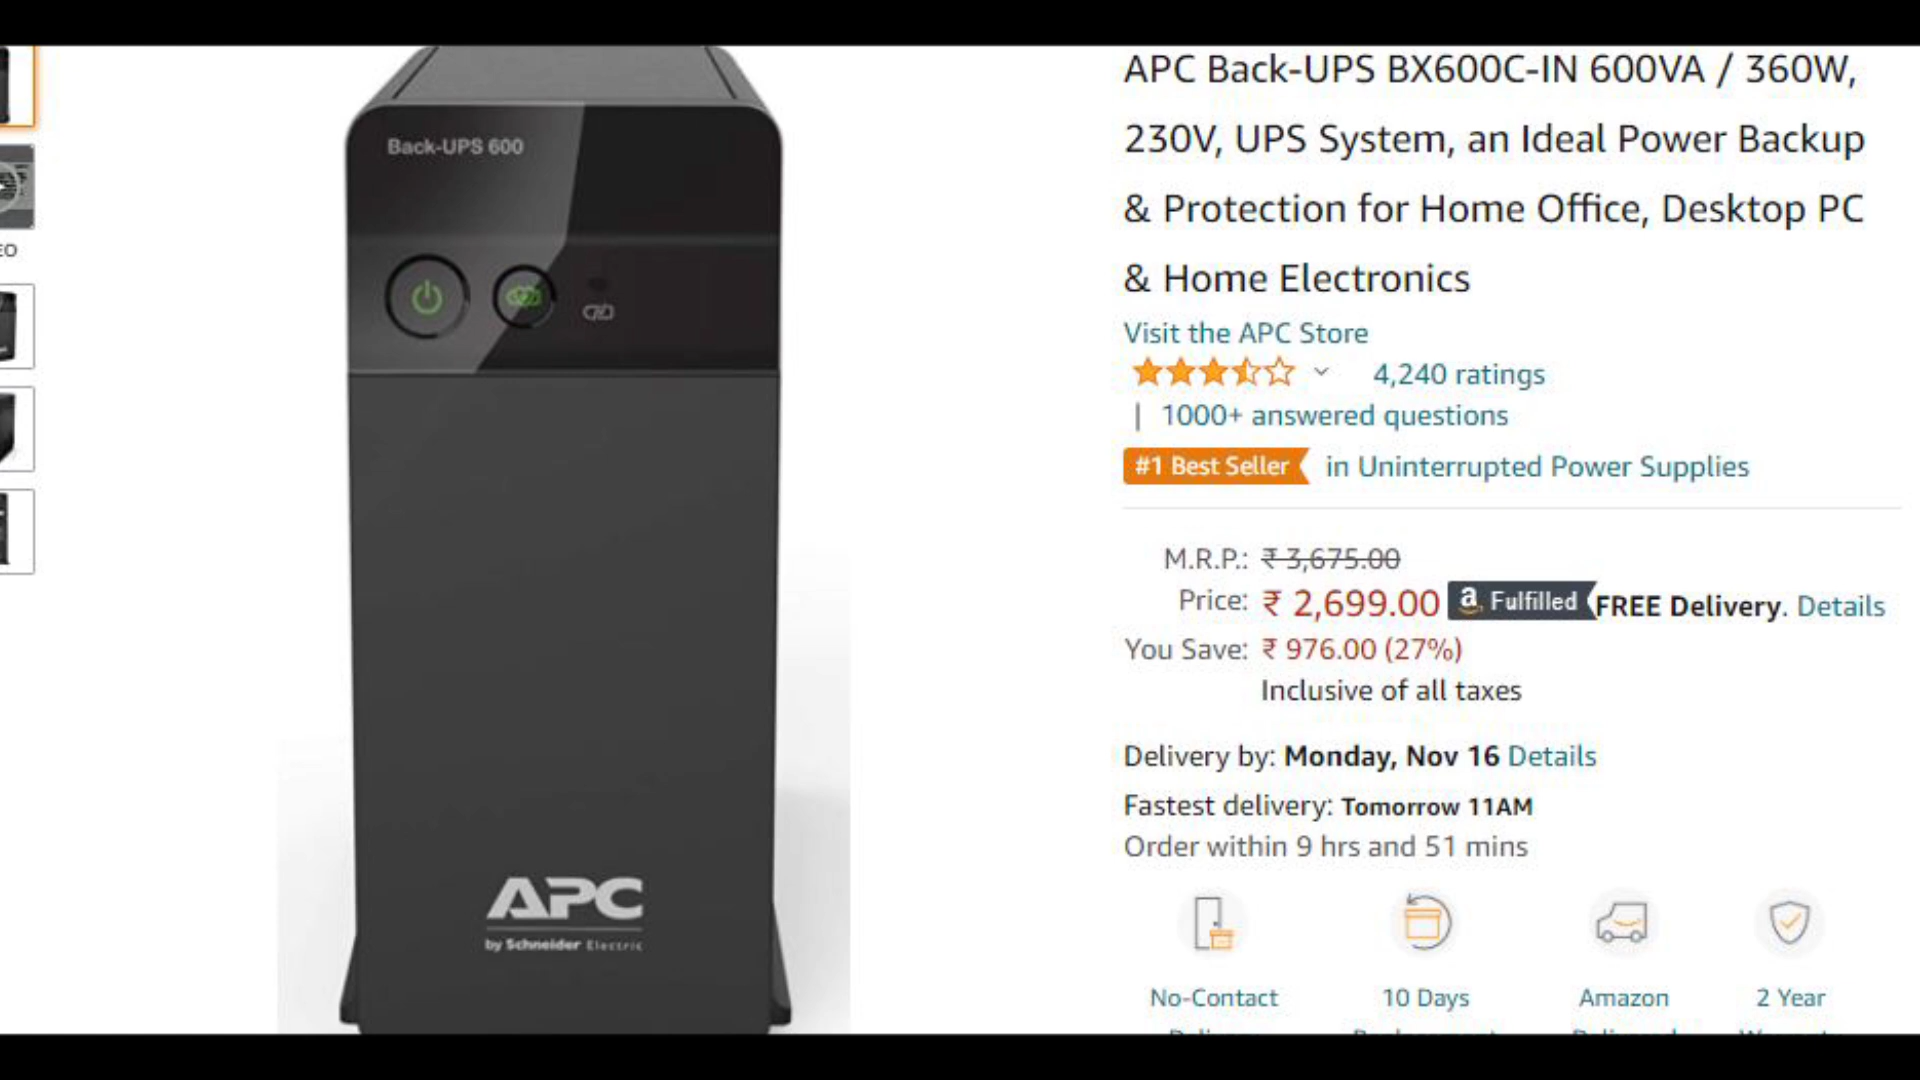 EO
Back-UPS 600
APC
by Schneider Electric
APC Back-UPS BX600C-IN 600VA / 360W,
230V, UPS System, an Ideal Power Backup
& Protection for Home Office, Desktop PC
& Home Electronics
Visit the APC Store
4,240 ratings
| 1000+ answered questions
#1 Best Seller in Uninterrupted Power Supplies
M.R.P.: ₹ 3,675.00
Price: ₹ 2,699.00 a Fulfilled FREE Delivery. Details
You Save: ₹ 976.00 (27%)
Inclusive of all taxes
Delivery by: Monday, Nov 16 Details
Fastest delivery: Tomorrow 11AM
Order within 9 hrs and 51 mins
No-Contact
10 Days
Amazon
2 Year